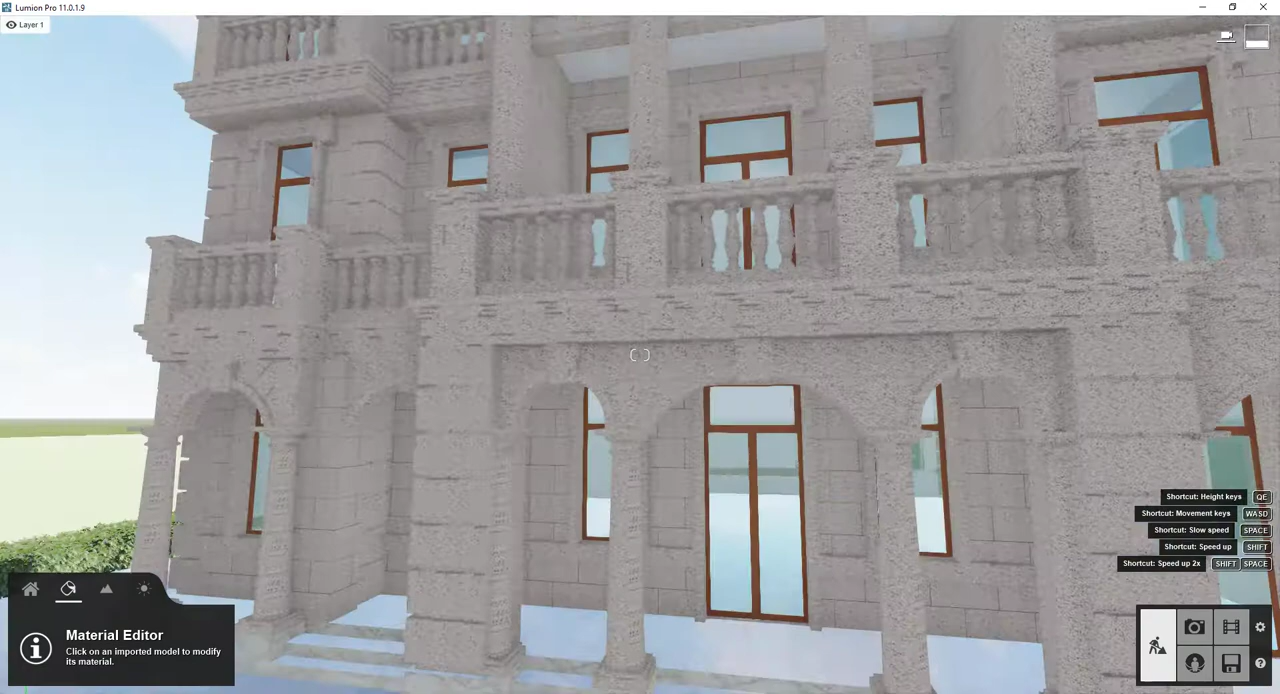 Lumion Pro 11.0.1.9
Layer 1
Shortcut: Height keys QE
Shortcut: Movement keys WASD
Shortcut: Slow speed SPACE
Shortcut: Speed up SHIFT
Shortcut: Speed up 2x SHIFT SPACE
Material Editor
Click on an imported model to modify
its material.